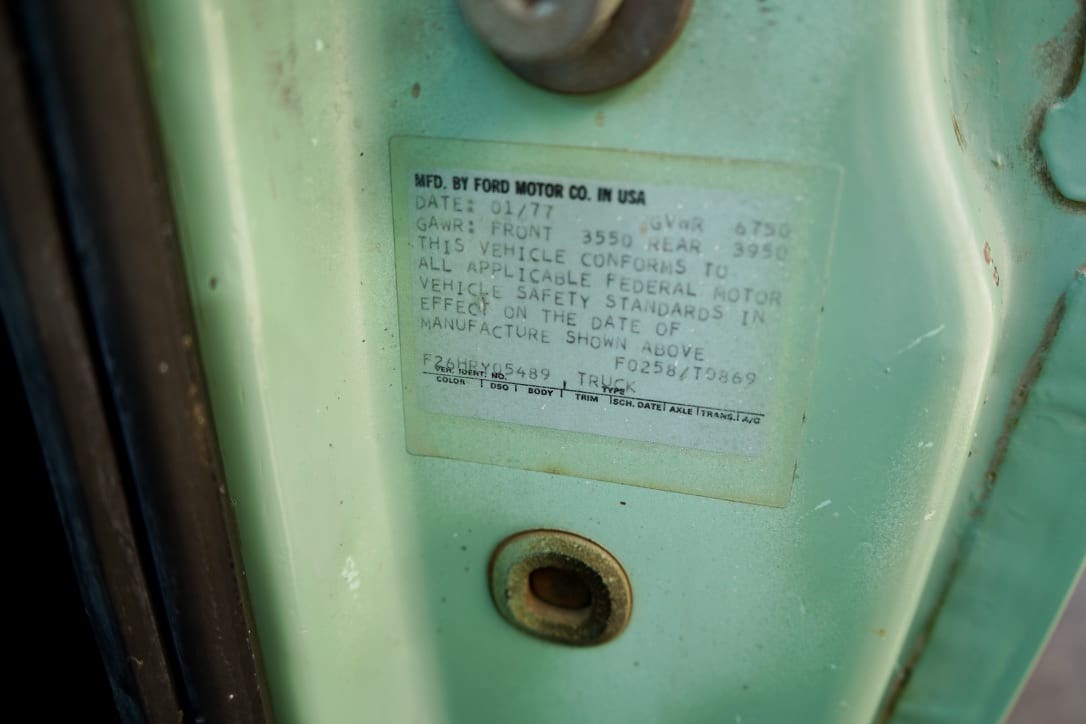 MFD. BY FORD MOTOR CO. IN USA
DATE: 01/77 GVWR 6750
GAWR: FRONT 3550 REAR 3950
THIS VEHICLE CONFORMS TO
ALL APPLICABLE FEDERAL MOTOR
VEHICLE SAFETY STANDARDS IN
EFFECT ON THE DATE OF
MANUFACTURE SHOWN ABOVE
F0258/T0869
F26HRY05489 TRUCK
VEH. IDENT. NO. TYPE
COLOR DSO BODY TRIM SCH. DATE AXLE TRANS. A/C